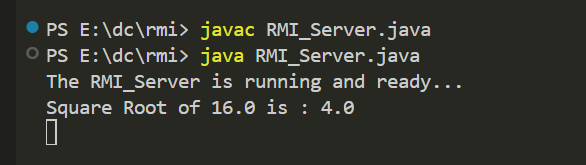 PS E:\dc\rmi> javac RMI_Server.java
PS E:\dc\rmi> java RMI_Server.java
The RMI_Server is running and ready...
Square Root of 16.0 is : 4.0